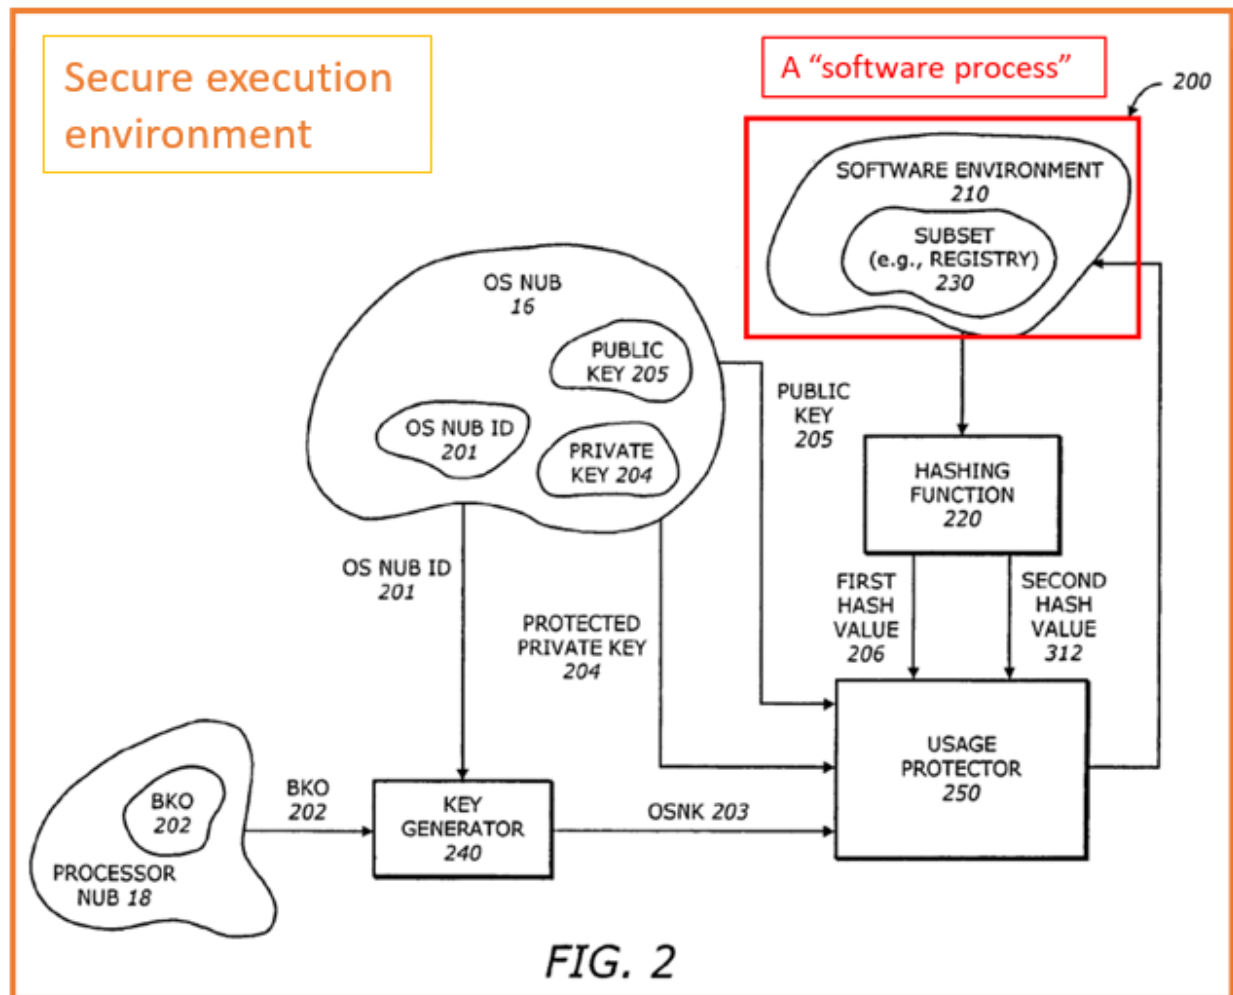 Secure execution
environment
A “software process”
200
SOFTWARE ENVIRONMENT
210
SUBSET
(e.g., REGISTRY)
230
OS NUB
16
PUBLIC
KEY 205
OS NUB ID
201
PRIVATE
KEY 204
PUBLIC
KEY
205
HASHING
FUNCTION
220
OS NUB ID
201
PROTECTED
PRIVATE KEY
204
FIRST
HASH
VALUE
206
SECOND
HASH
VALUE
312
USAGE
PROTECTOR
250
BKO
202
PROCESSOR
NUB 18
BKO
202
KEY
GENERATOR
240
OSNK 203
FIG. 2